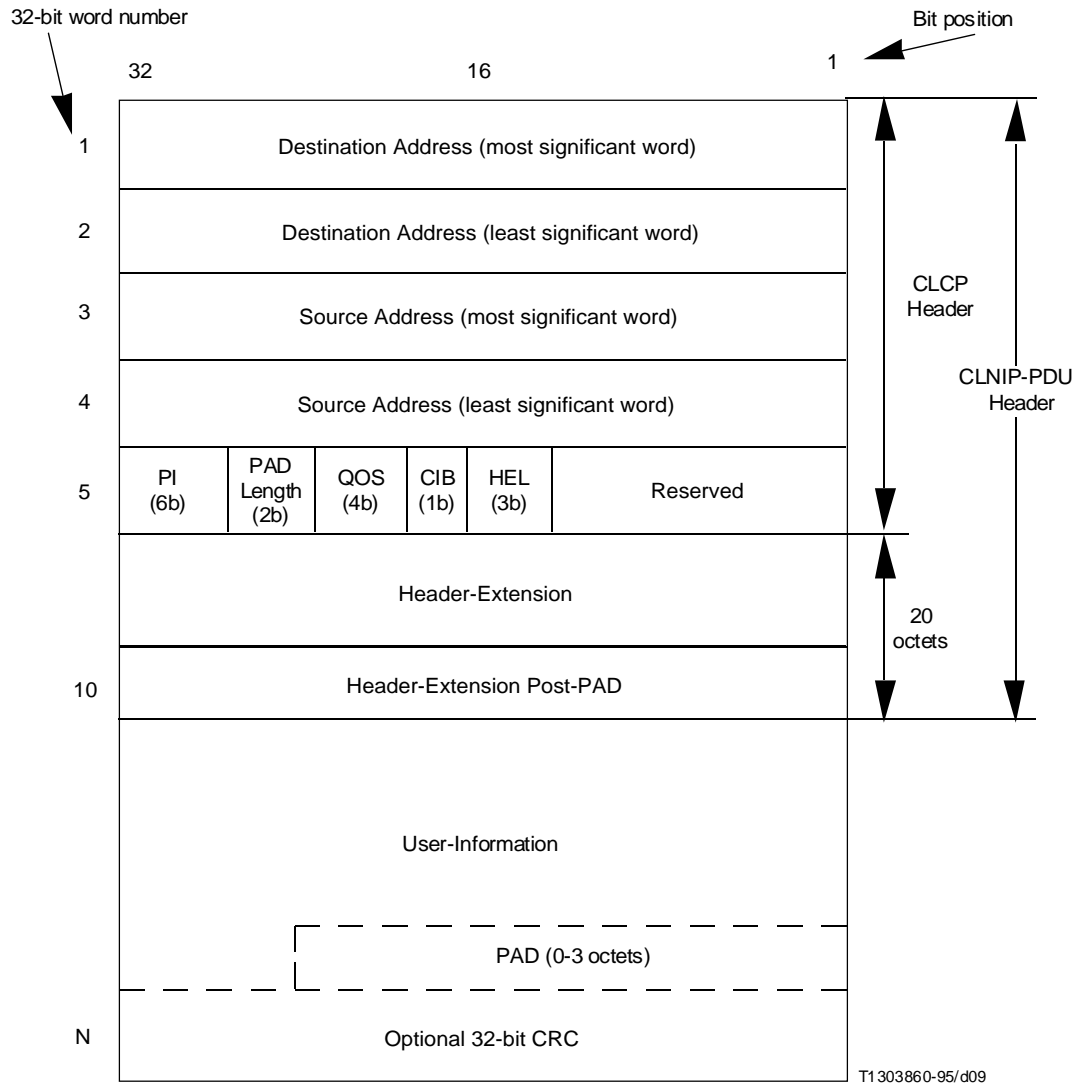 32-bit word number
Bit position
32
16
1
1
Destination Address (most significant word)
2
Destination Address (least significant word)
3
Source Address (most significant word)
CLCP
Header
4
Source Address (least significant word)
CLNIP-PDU
Header
5
PI
(6b)
PAD
Length
(2b)
QOS
(4b)
CIB
(1b)
HEL
(3b)
Reserved
Header-Extension
20
octets
10
Header-Extension Post-PAD
User-Information
PAD (0-3 octets)
N
Optional 32-bit CRC
T1303860-95/d09